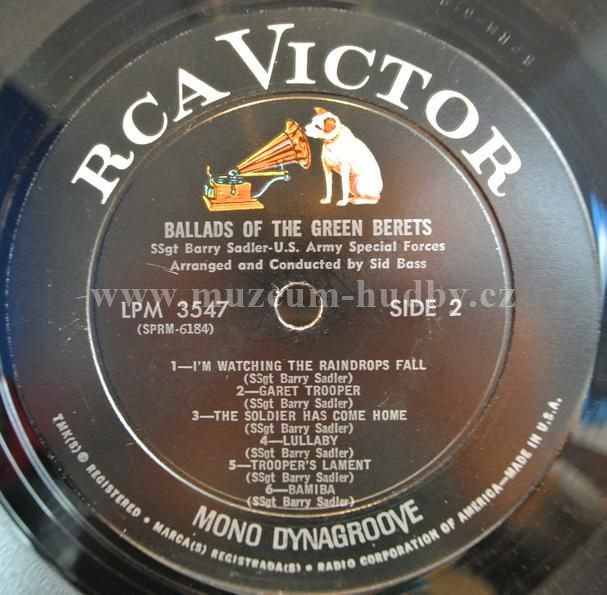 RCA VICTOR
BALLADS OF THE GREEN BERETS
SSgt Barry Sadler-U.S. Army Special Forces
Arranged and Conducted by Sid Bass
www.muzeum-hudby.cz
LPM 3547
(SPRM-6184)
SIDE 2
1—I'M WATCHING THE RAINDROPS FALL
(SSgt Barry Sadler)
2—GARET TROOPER
(SSgt Barry Sadler)
3—THE SOLDIER HAS COME HOME
(SSgt Barry Sadler)
4—LULLABY
(SSgt Barry Sadler)
5—TROOPER'S LAMENT
(SSgt Barry Sadler)
6—BAMIBA
(SSgt Barry Sadler)
MONO DYNAGROOVE
TMK(S) ® REGISTERED • MARCA(S) REGISTRADA(S) • RADIO CORPORATION OF AMERICA—MADE IN U.S.A.